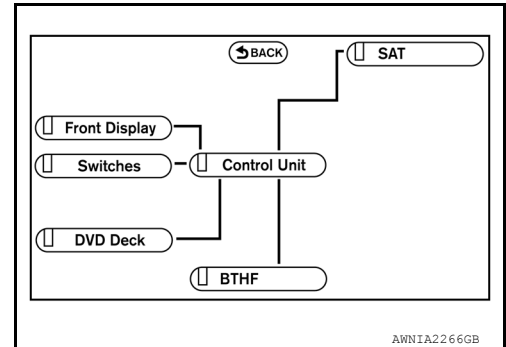 BACK
SAT
Front Display
Switches
Control Unit
DVD Deck
BTHF
AWNIA2266GB